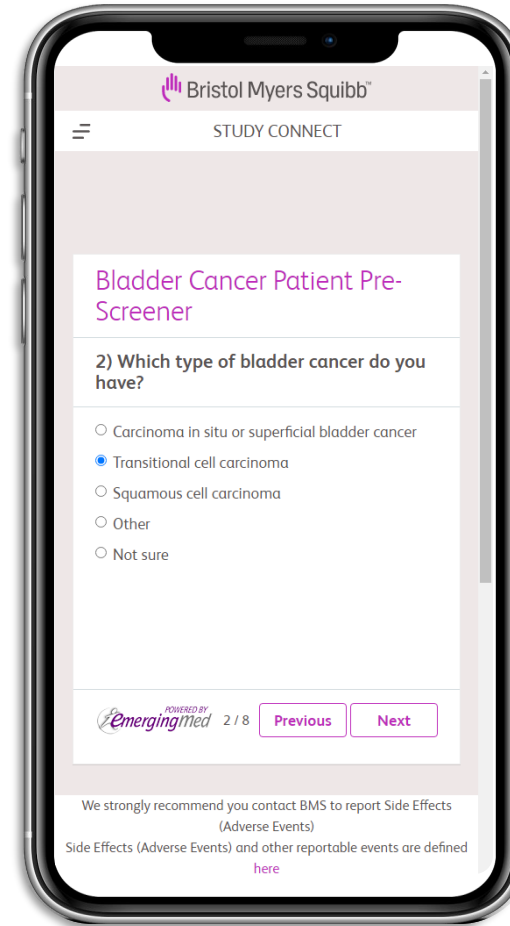 Bristol Myers Squibb™
STUDY CONNECT
Bladder Cancer Patient Pre-
Screener
2) Which type of bladder cancer do you
have?
Carcinoma in situ or superficial bladder cancer
Transitional cell carcinoma
Squamous cell carcinoma
Other
Not sure
POWERED BY
EmergingMed 2 / 8 Previous Next
We strongly recommend you contact BMS to report Side Effects
(Adverse Events)
Side Effects (Adverse Events) and other reportable events are defined
here